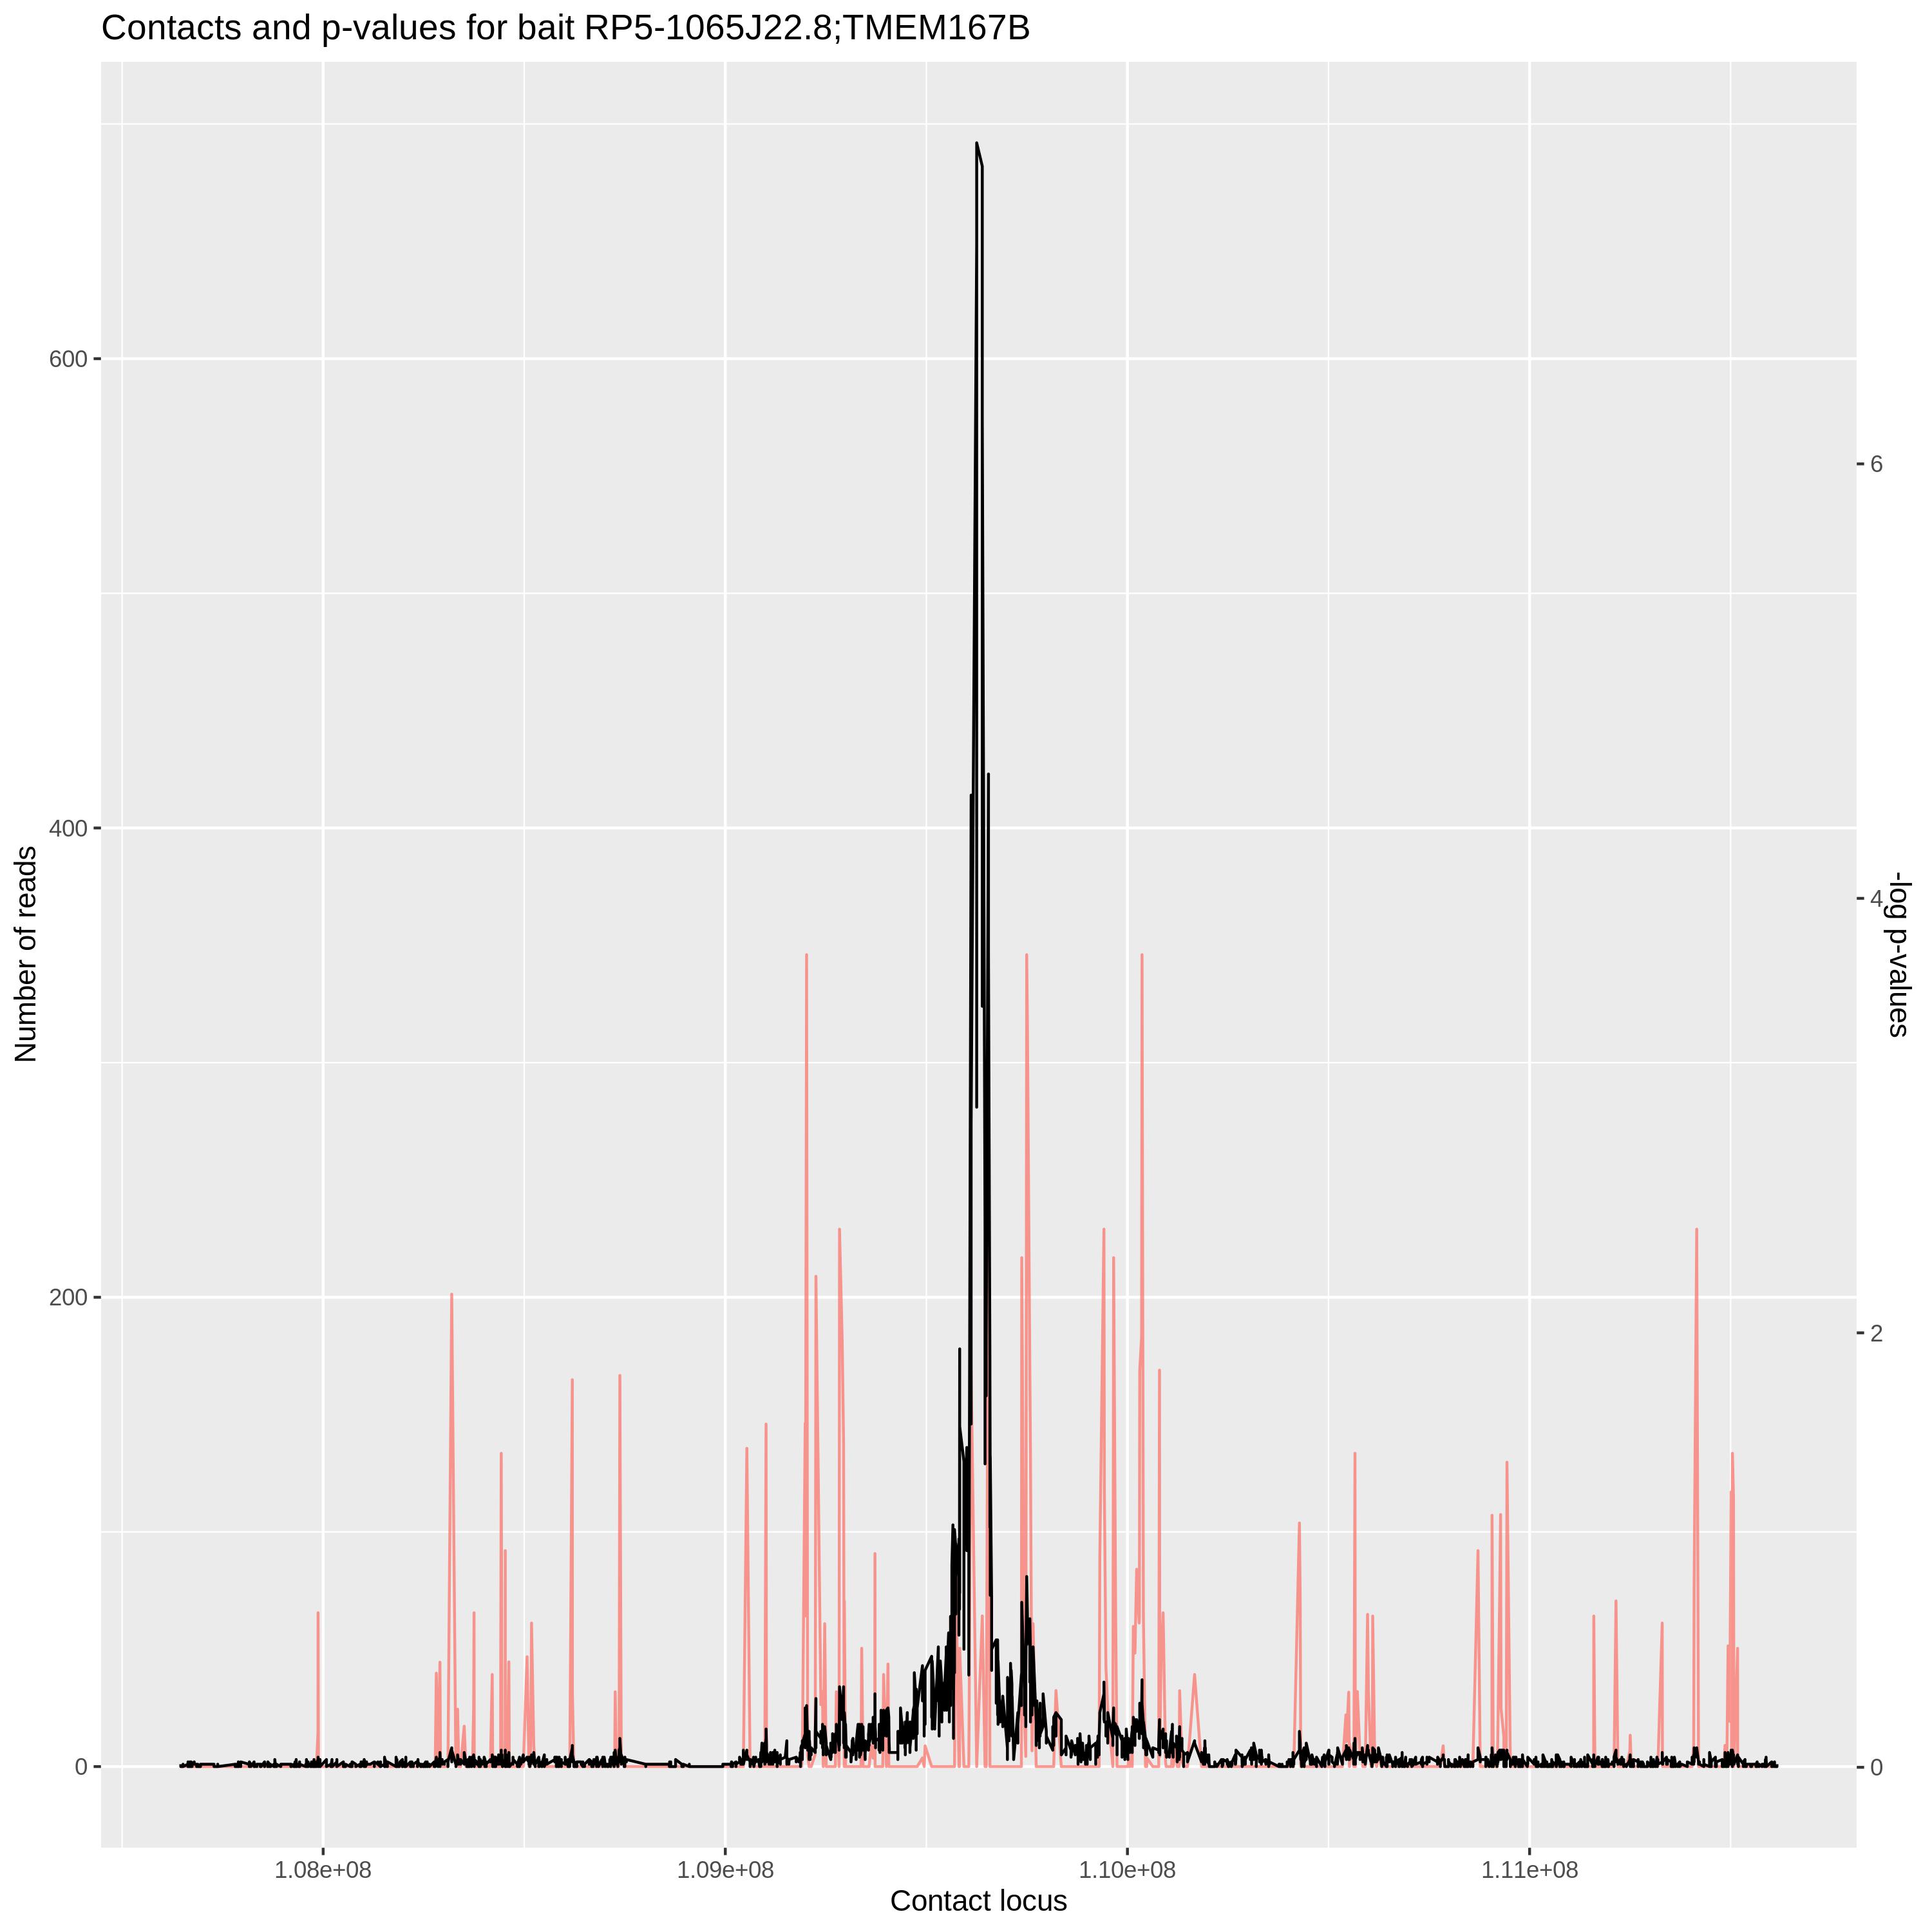 Contacts and p-values for bait RP5-1065J22.8;TMEM167B
600
400
200
0
Number of reads
6
4
2
0
-log p-values
1.08e+08 1.09e+08 1.10e+08 1.11e+08
Contact locus